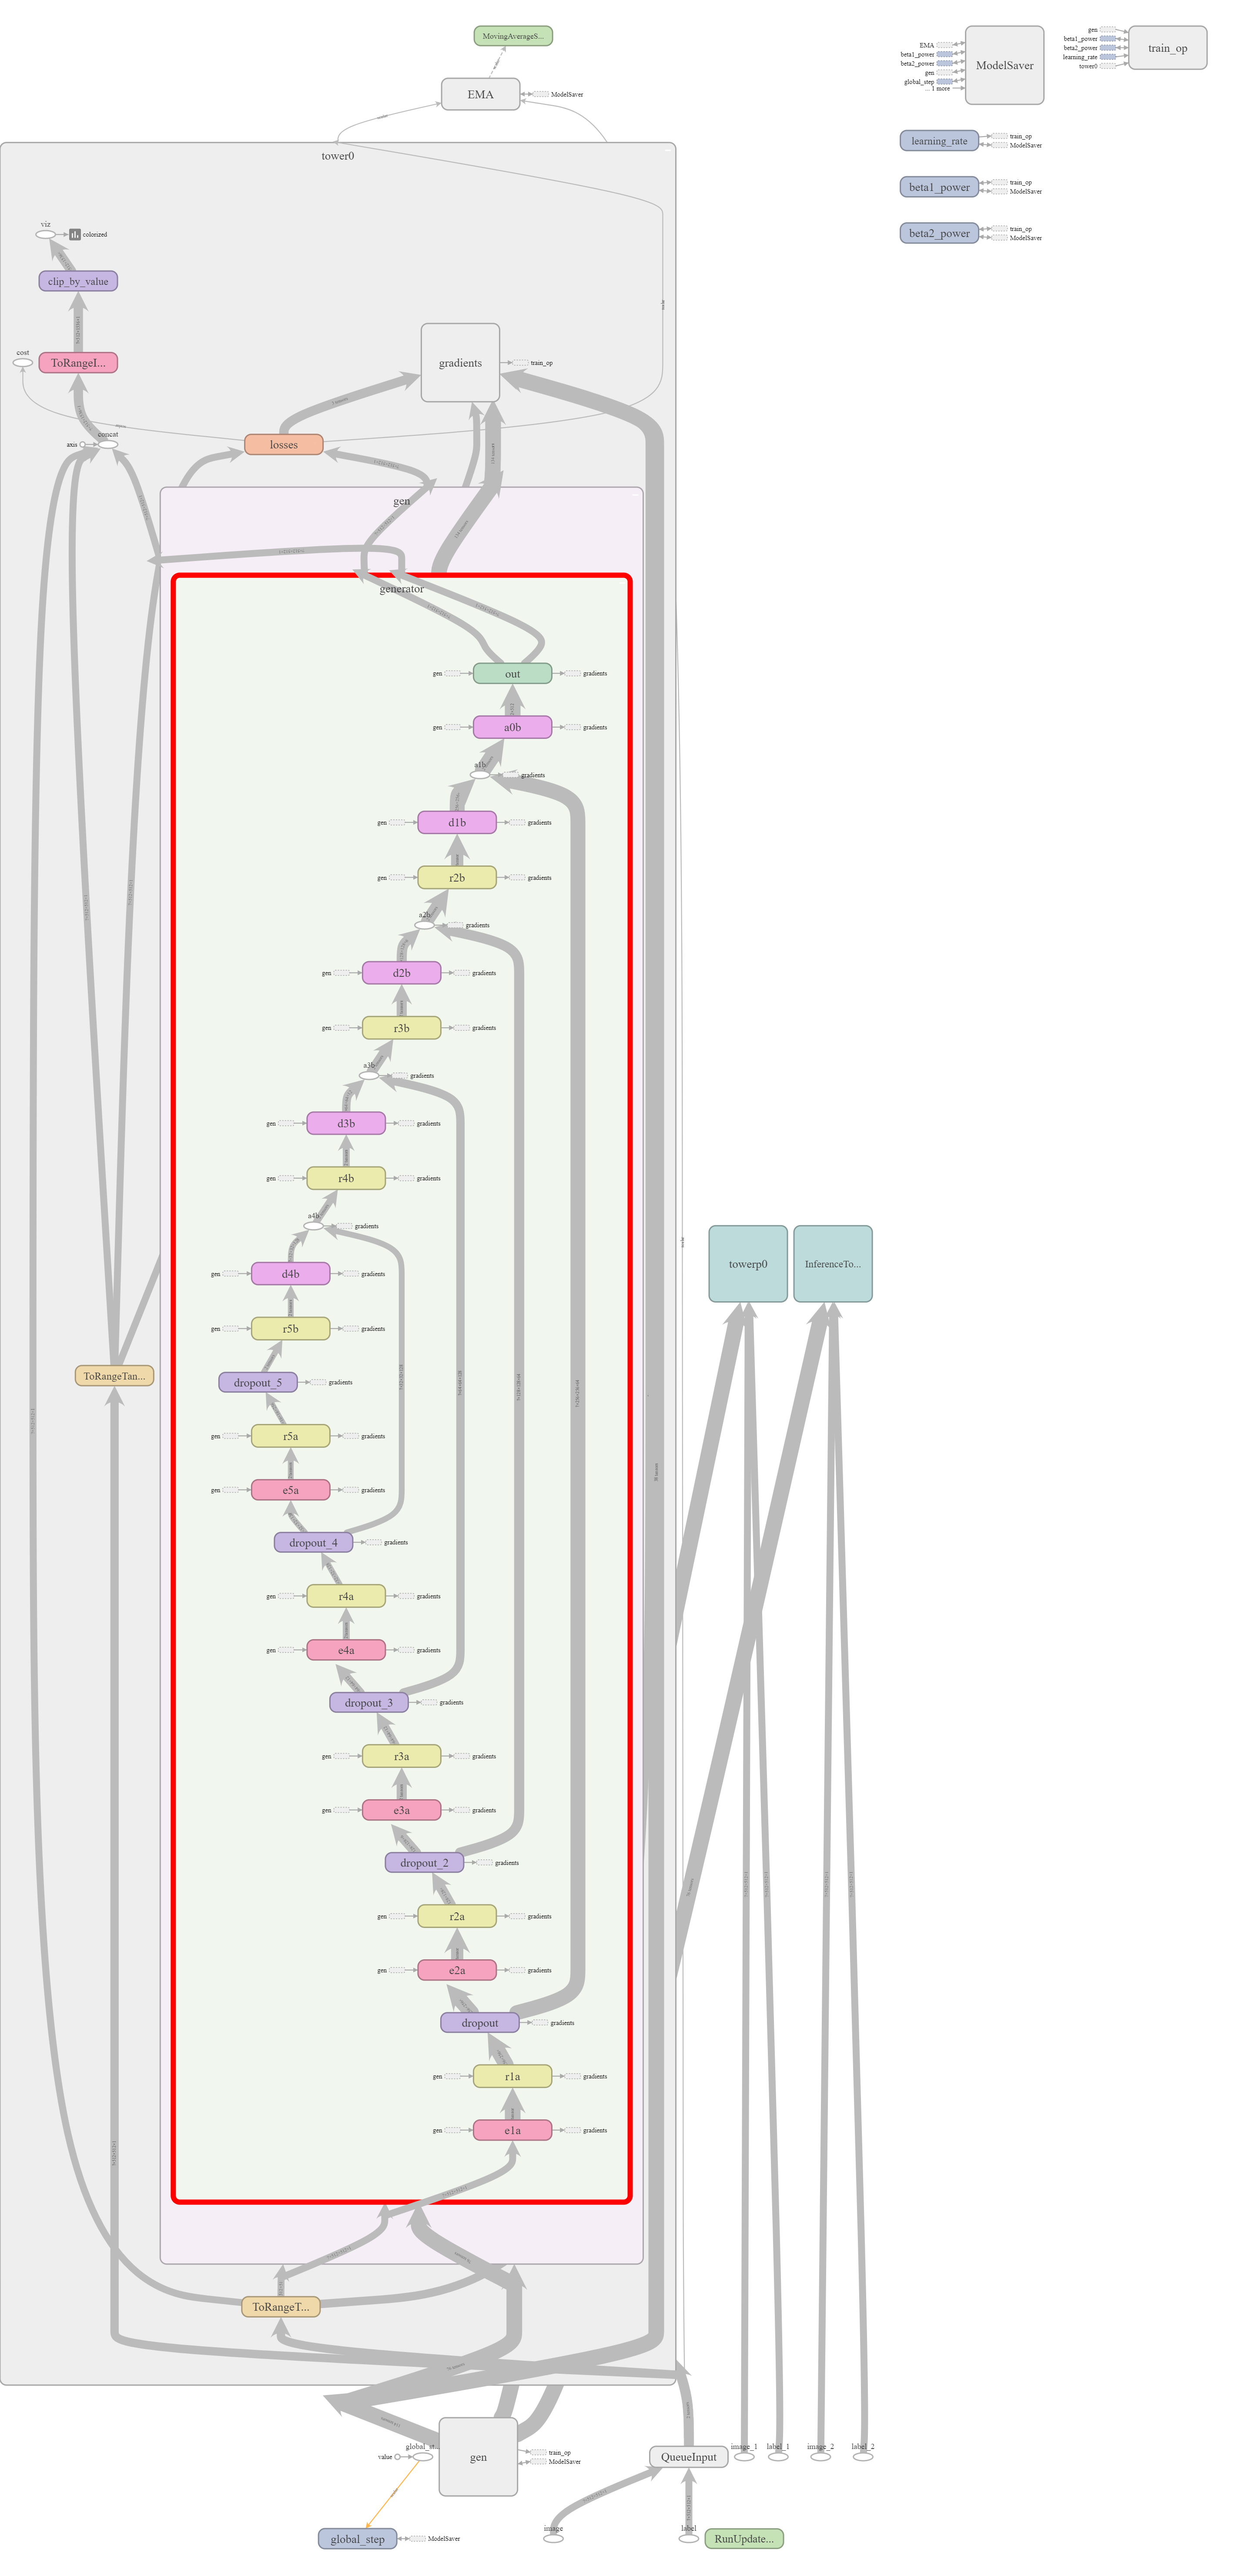 MovingAverageS...
EMA
ModelSaver
EMA
beta1_power
beta2_power
gen
global_step
... 1 more
ModelSaver
gen
beta1_power
beta2_power
learning_rate
tower0
train_op
learning_rate
train_op
ModelSaver
beta1_power
train_op
ModelSaver
beta2_power
train_op
ModelSaver
tower0
viz
colorized
clip_by_value
cost
ToRangeI...
gradients
train_op
concat
axis
losses
gen
generator
gen
out
gradients
gen
a0b
gradients
a1b
gradients
gen
d1b
gradients
gen
r2b
gradients
a2b
gradients
gen
d2b
gradients
gen
r3b
gradients
a3b
gradients
gen
d3b
gradients
gen
r4b
gradients
a4b
gradients
gen
d4b
gradients
towerp0
InferenceTo...
gen
r5b
gradients
ToRangeTan...
dropout_5
gradients
gen
r5a
gradients
gen
e5a
gradients
dropout_4
gradients
gen
r4a
gradients
gen
e4a
gradients
dropout_3
gradients
gen
r3a
gradients
gen
e3a
gradients
dropout_2
gradients
gen
r2a
gradients
gen
e2a
gradients
dropout
gradients
gen
r1a
gradients
gen
e1a
gradients
ToRangeT...
global_st...
value
gen
train_op
ModelSaver
QueueInput
image_1
label_1
image_2
label_2
global_step
ModelSaver
image
label
RunUpdate...